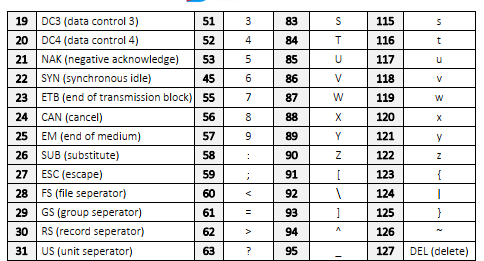 19 DC3 (data control 3) 51 3 83 S 115 s
20 DC4 (data control 4) 52 4 84 T 116 t
21 NAK (negative acknowledge) 53 5 85 U 117 u
22 SYN (synchronous idle) 45 6 86 V 118 v
23 ETB (end of transmission block) 55 7 87 W 119 w
24 CAN (cancel) 56 8 88 X 120 x
25 EM (end of medium) 57 9 89 Y 121 y
26 SUB (substitute) 58 : 90 Z 122 z
27 ESC (escape) 59 ; 91 [ 123 {
28 FS (file seperator) 60 < 92 \ 124 |
29 GS (group seperator) 61 = 93 ] 125 }
30 RS (record seperator) 62 > 94 ^ 126 ~
31 US (unit seperator) 63 ? 95 _ 127 DEL (delete)